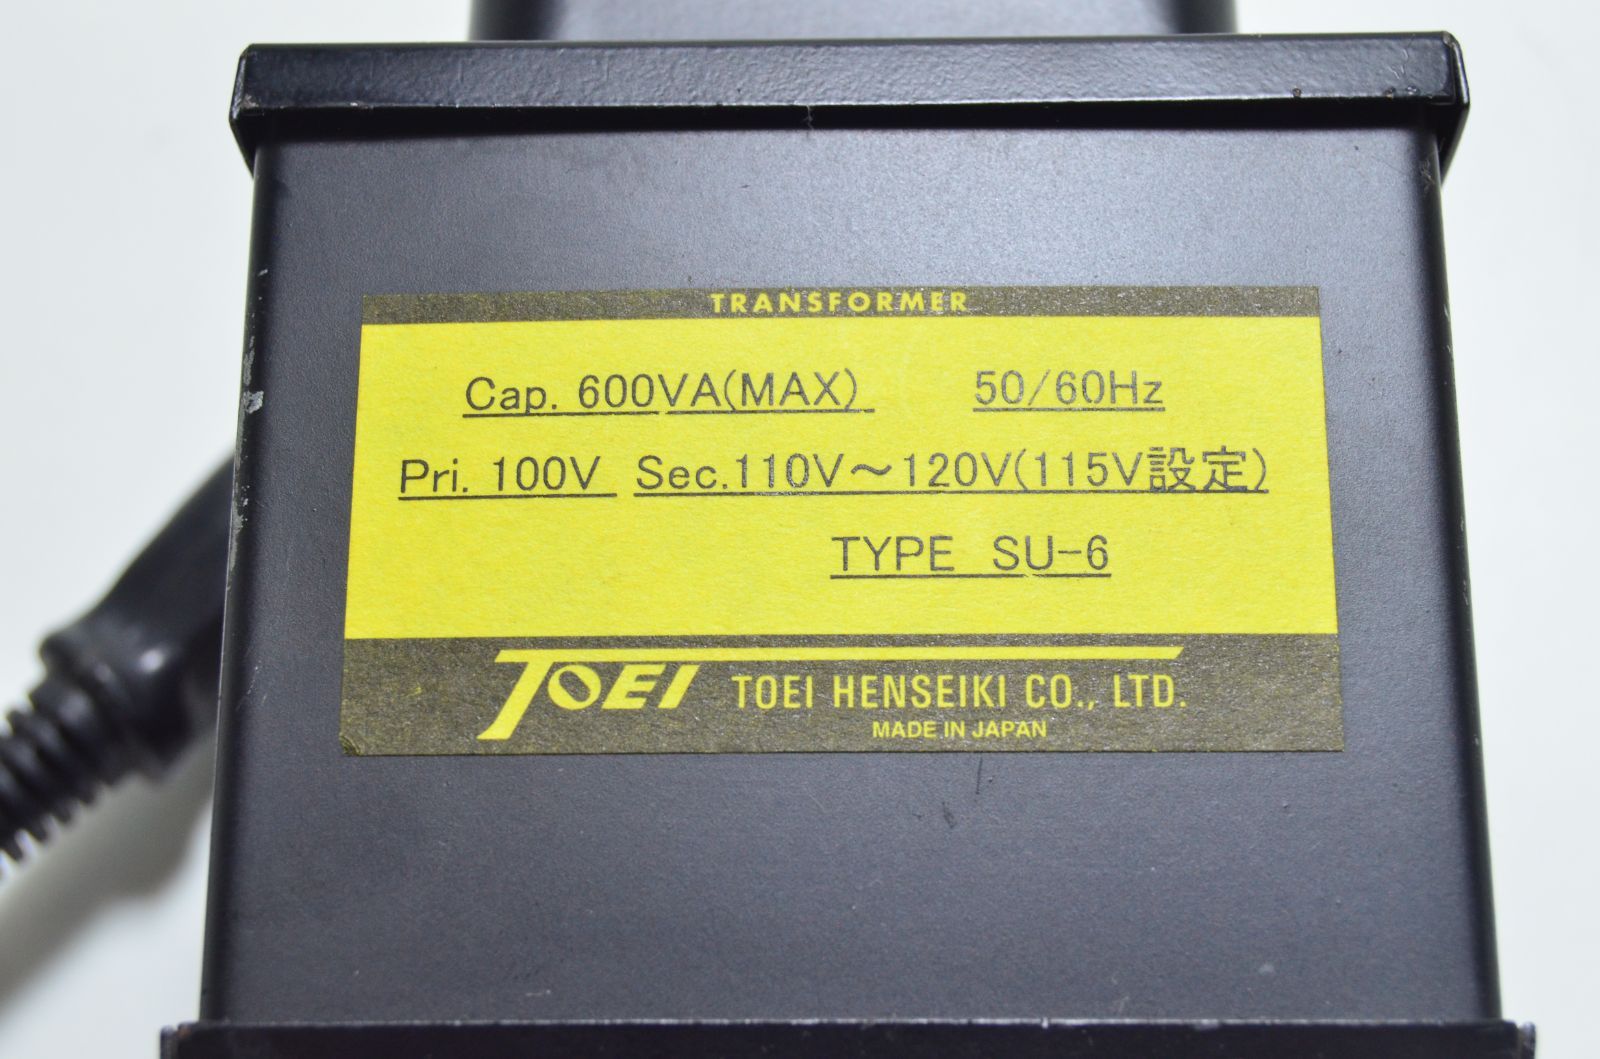 TRANSFORMER
Cap. 600VA(MAX) 50/60Hz
Pri. 100V Sec.110V～120V(115V設定)
TYPE SU-6
TOEI TOEI HENSEIKI CO., LTD.
MADE IN JAPAN